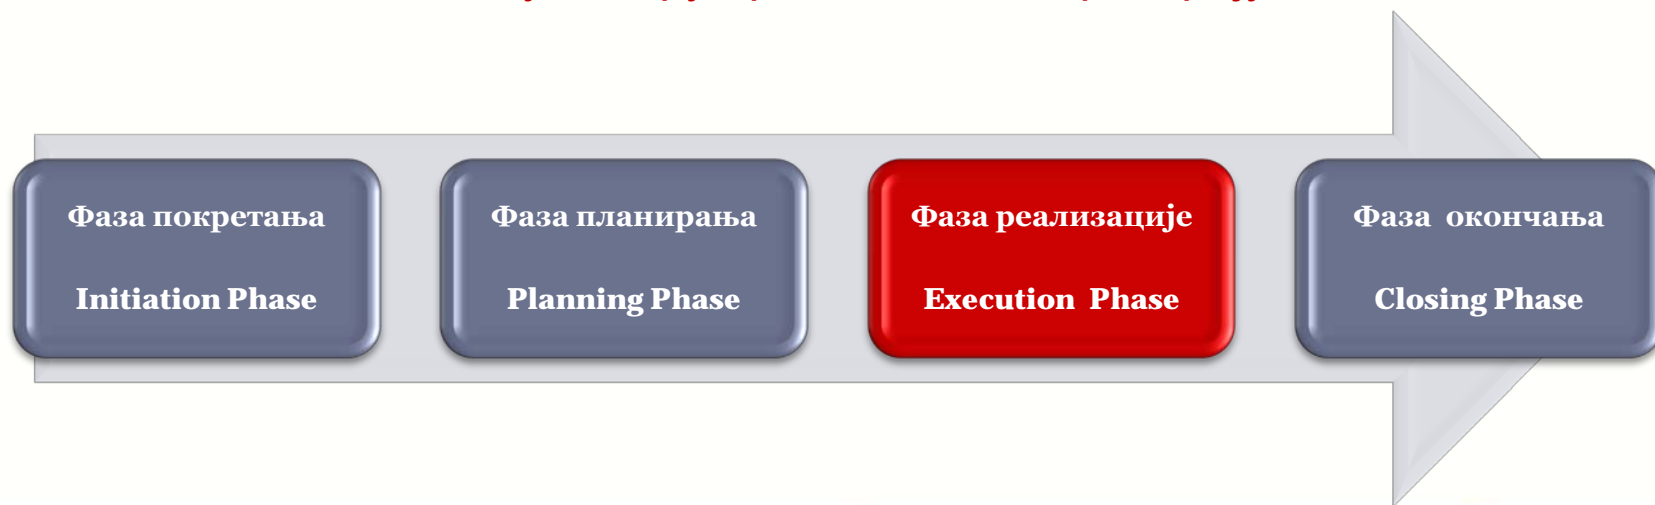 Фаза покретања
Initiation Phase
Фаза планирања
Planning Phase
Фаза реализације
Execution Phase
Фаза окончања
Closing Phase